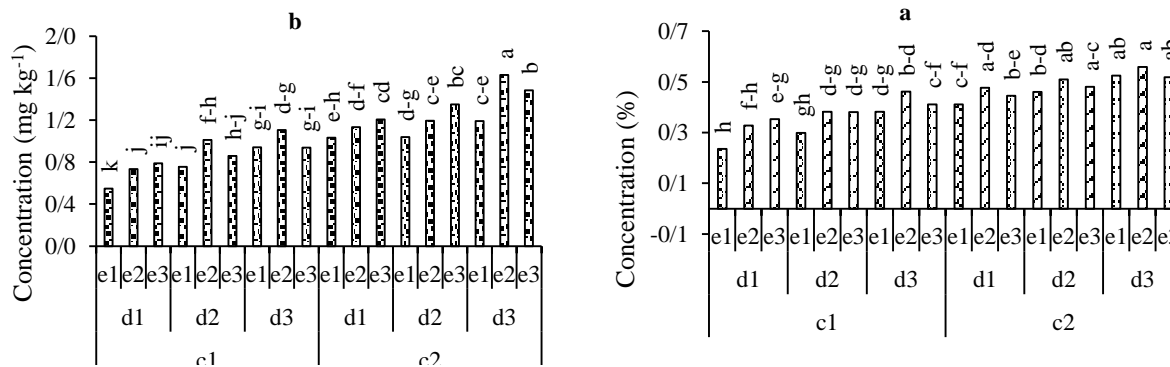 b
Concentration (mg kg-1)
2/0
1/6
1/2
0/8
0/4
0/0
k
j
ij
j
f-h
h-j
g-i
d-g
g-i
e-h
d-f
cd
d-g
c-e
bc
c-e
a
b
e1 e2 e3 e1 e2 e3 e1 e2 e3 e1 e2 e3 e1 e2 e3 e1 e2 e3
d1 d2 d3 d1 d2 d3
c1 c2
a
Concentration (%)
0/7
0/5
0/3
0/1
-0/1
h
f-h
e-g
gh
d-g
d-g
d-g
b-d
c-f
c-f
a-d
b-e
b-d
ab
a-c
ab
a
ab
e1 e2 e3 e1 e2 e3 e1 e2 e3 e1 e2 e3 e1 e2 e3 e1 e2 e3
d1 d2 d3 d1 d2 d3
c1 c2